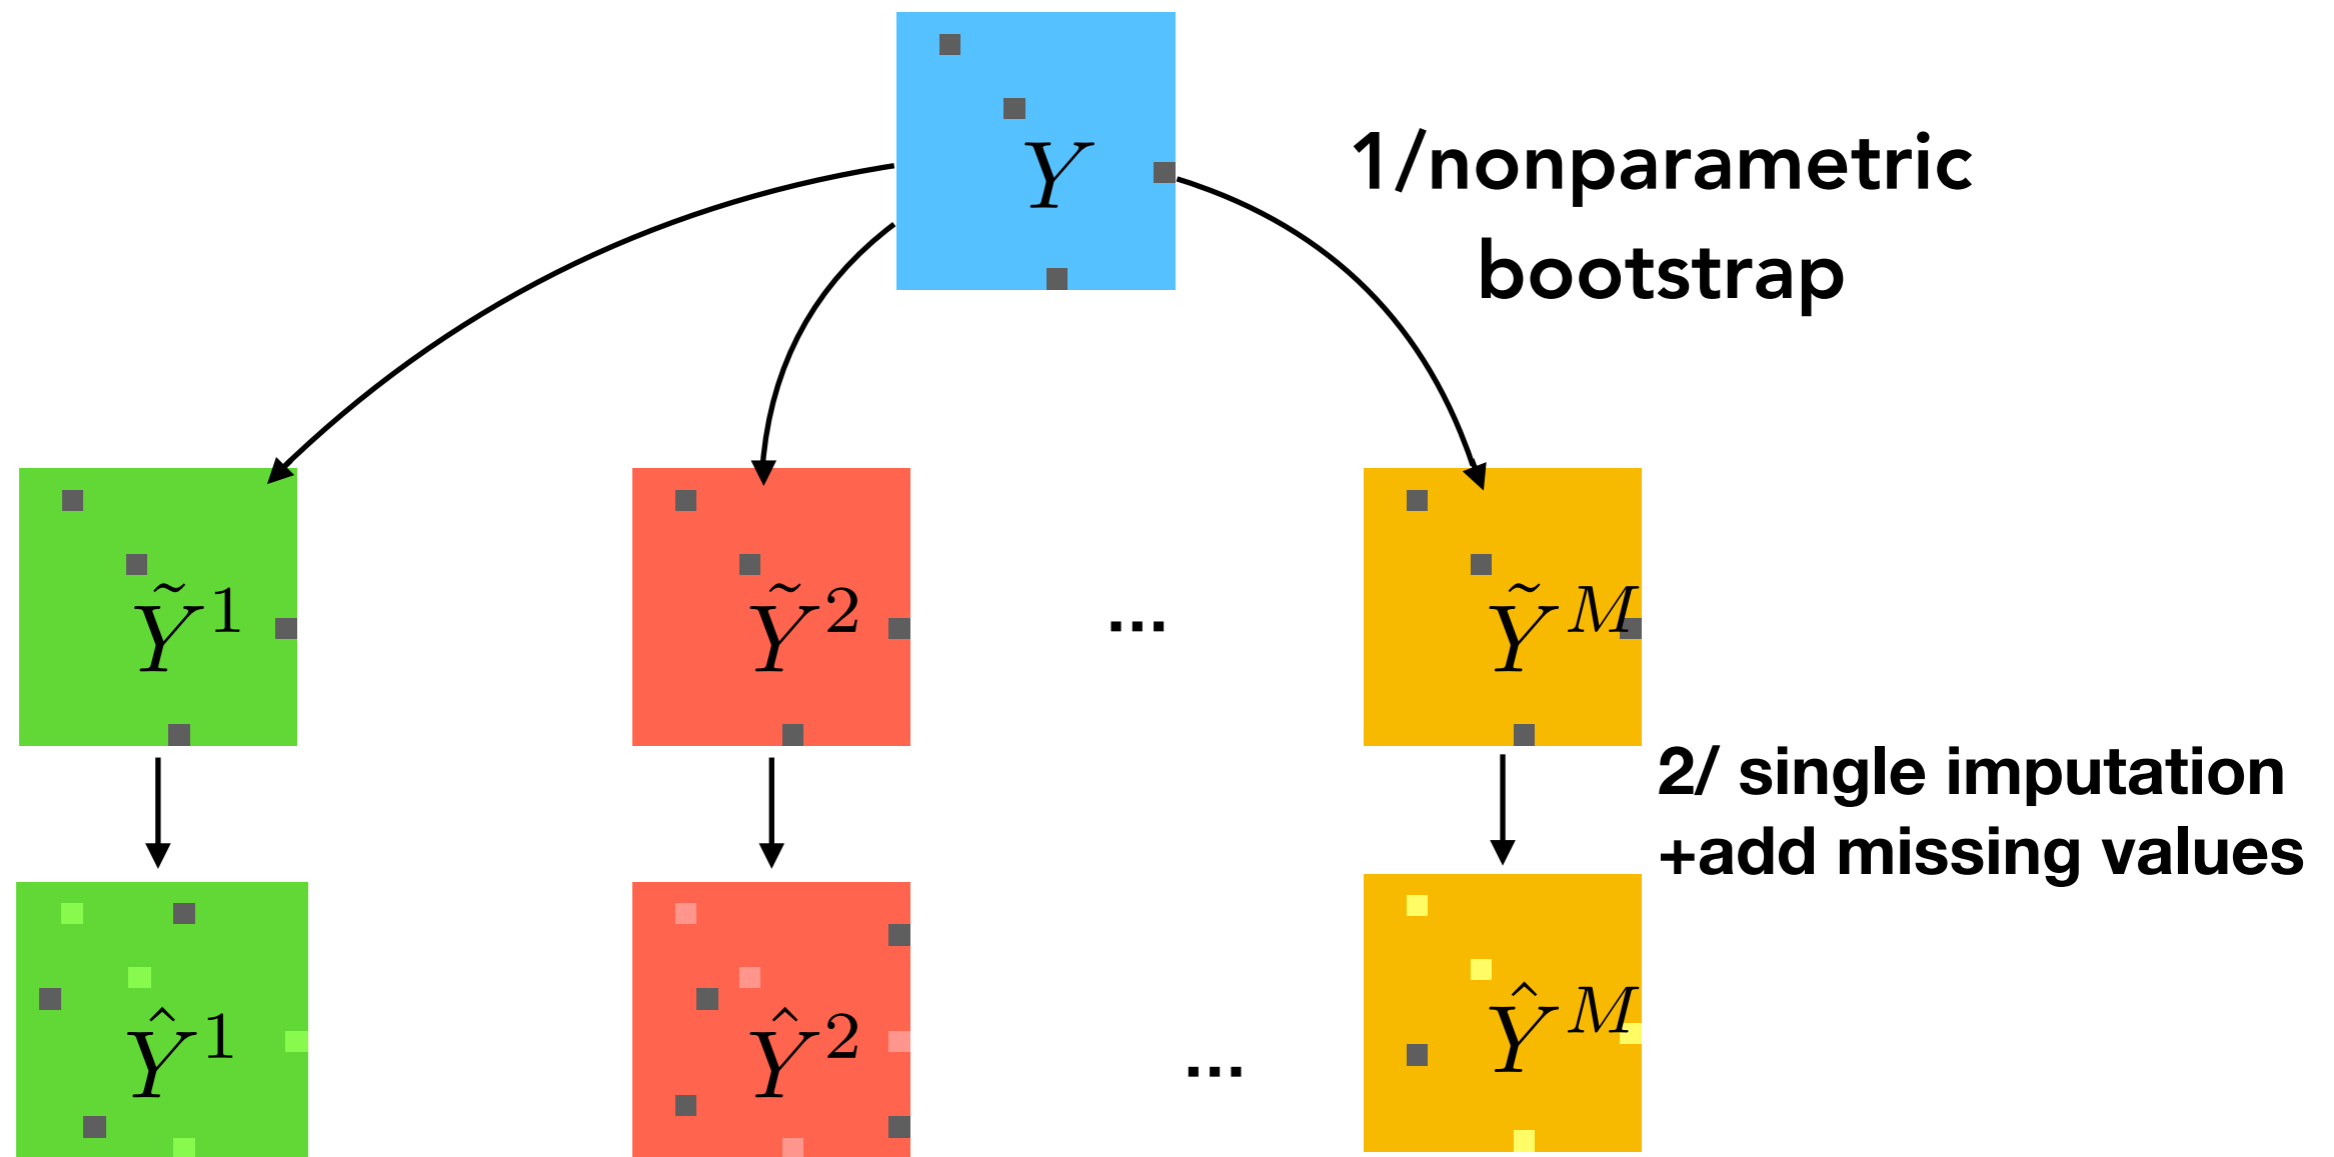 Y
1/nonparametric
bootstrap
Ỹ¹ Ỹ² ... Ỹᴹ
2/ single imputation
+add missing values
Ŷ¹ Ŷ² ... Ŷᴹ